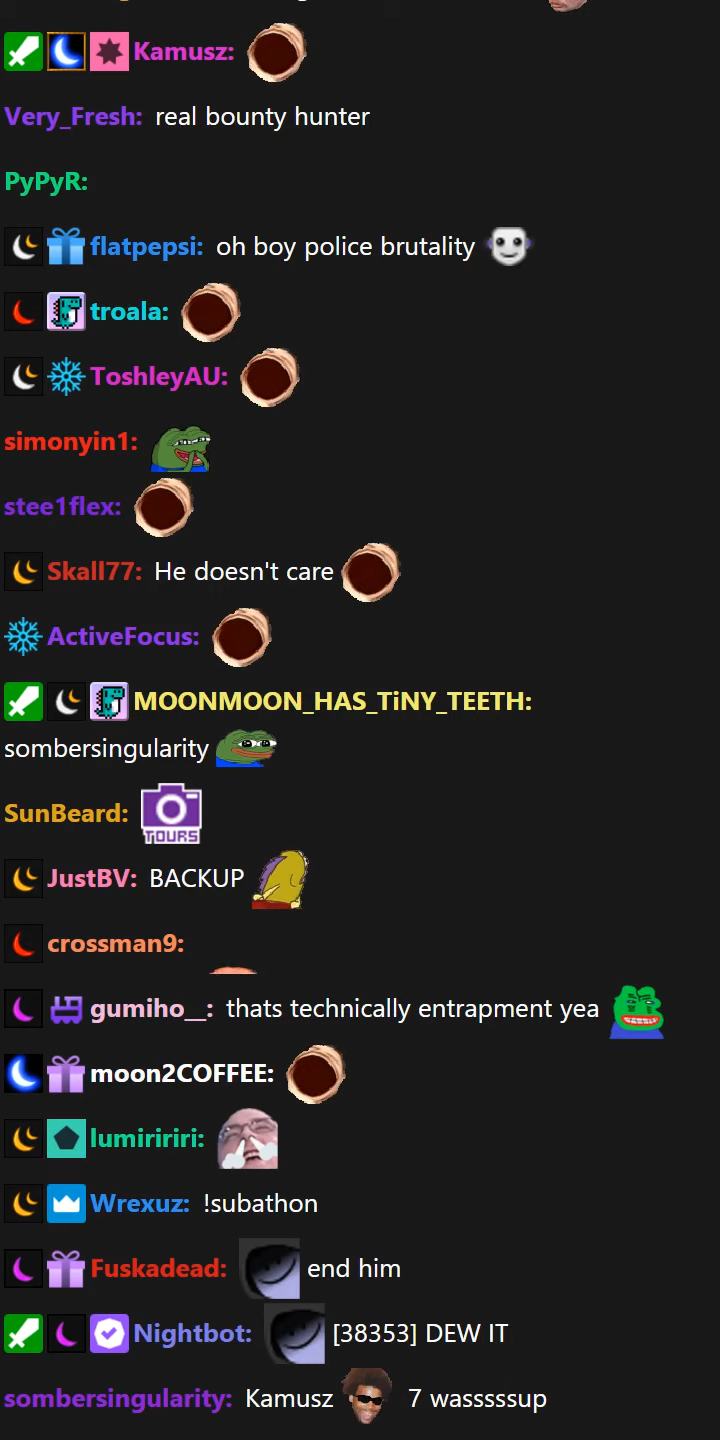 Kamusz:
Very_Fresh: real bounty hunter
PyPyR:
flatpepsi: oh boy police brutality
troala:
ToshleyAU:
simonyin1:
stee1flex:
Skall77: He doesn't care
ActiveFocus:
MOONMOON_HAS_TiNY_TEETH:
sombersingularity
SunBeard: TOURS
JustBV: BACKUP
crossman9:
gumiho__: thats technically entrapment yea
moon2COFFEE:
lumiriririri:
Wrexuz: !subathon
Fuskadead: end him
Nightbot: [38353] DEW IT
sombersingularity: Kamusz 7 wasssssup